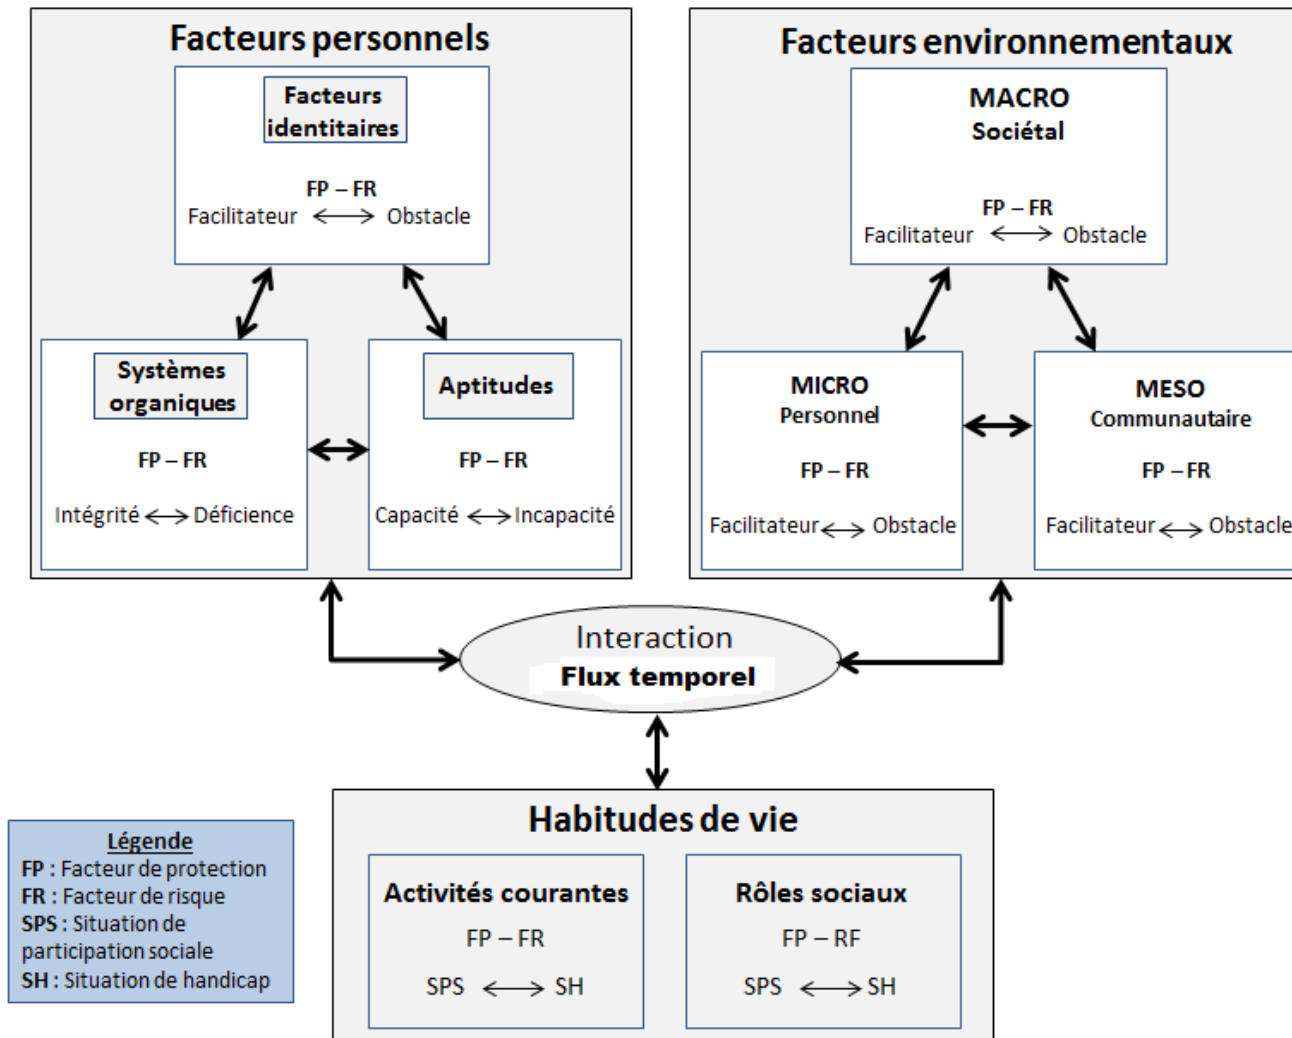 Facteurs personnels
Facteurs
identitaires
FP – FR
Facilitateur Obstacle
Systèmes
organiques
FP – FR
Intégrité Déficience
Aptitudes
FP – FR
Capacité Incapacité
Facteurs environnementaux
MACRO
Sociétal
FP – FR
Facilitateur Obstacle
MICRO
Personnel
FP – FR
Facilitateur Obstacle
MESO
Communautaire
FP – FR
Facilitateur Obstacle
Interaction
Flux temporel
Habitudes de vie
Activités courantes
FP – FR
SPS SH
Rôles sociaux
FP – RF
SPS SH
Légende
FP : Facteur de protection
FR : Facteur de risque
SPS : Situation de
participation sociale
SH : Situation de handicap